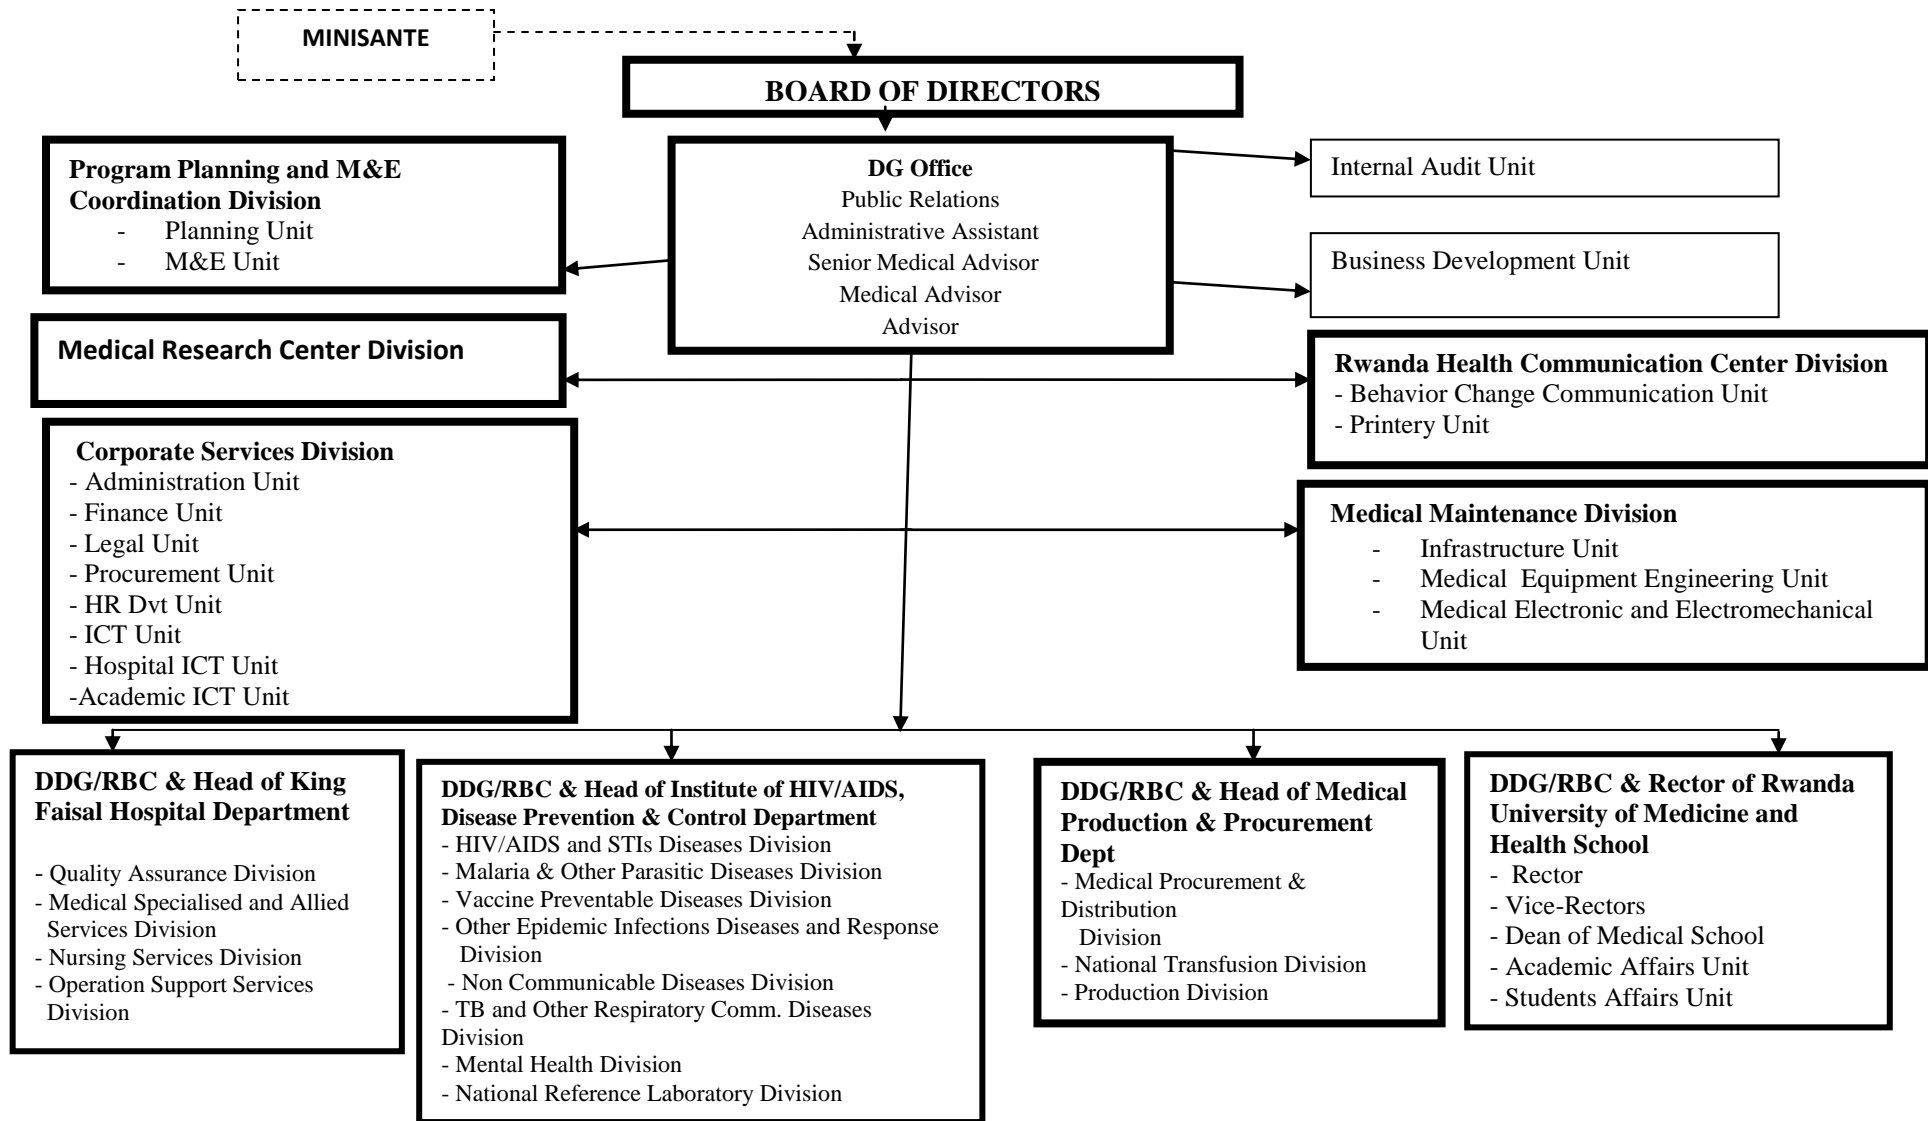 MINISANTE
BOARD OF DIRECTORS
Program Planning and M&E
Coordination Division
- Planning Unit
- M&E Unit
DG Office
Public Relations
Administrative Assistant
Senior Medical Advisor
Medical Advisor
Advisor
Internal Audit Unit
Business Development Unit
Medical Research Center Division
Rwanda Health Communication Center Division
- Behavior Change Communication Unit
- Printery Unit
Corporate Services Division
- Administration Unit
- Finance Unit
- Legal Unit
- Procurement Unit
- HR Dvt Unit
- ICT Unit
- Hospital ICT Unit
-Academic ICT Unit
Medical Maintenance Division
- Infrastructure Unit
- Medical Equipment Engineering Unit
- Medical Electronic and Electromechanical
Unit
DDG/RBC & Head of King
Faisal Hospital Department
- Quality Assurance Division
- Medical Specialised and Allied
Services Division
- Nursing Services Division
- Operation Support Services
Division
DDG/RBC & Head of Institute of HIV/AIDS,
Disease Prevention & Control Department
- HIV/AIDS and STIs Diseases Division
- Malaria & Other Parasitic Diseases Division
- Vaccine Preventable Diseases Division
- Other Epidemic Infections Diseases and Response
Division
- Non Communicable Diseases Division
- TB and Other Respiratory Comm. Diseases
Division
- Mental Health Division
- National Reference Laboratory Division
DDG/RBC & Head of Medical
Production & Procurement
Dept
- Medical Procurement &
Distribution
Division
- National Transfusion Division
- Production Division
DDG/RBC & Rector of Rwanda
University of Medicine and
Health School
- Rector
- Vice-Rectors
- Dean of Medical School
- Academic Affairs Unit
- Students Affairs Unit